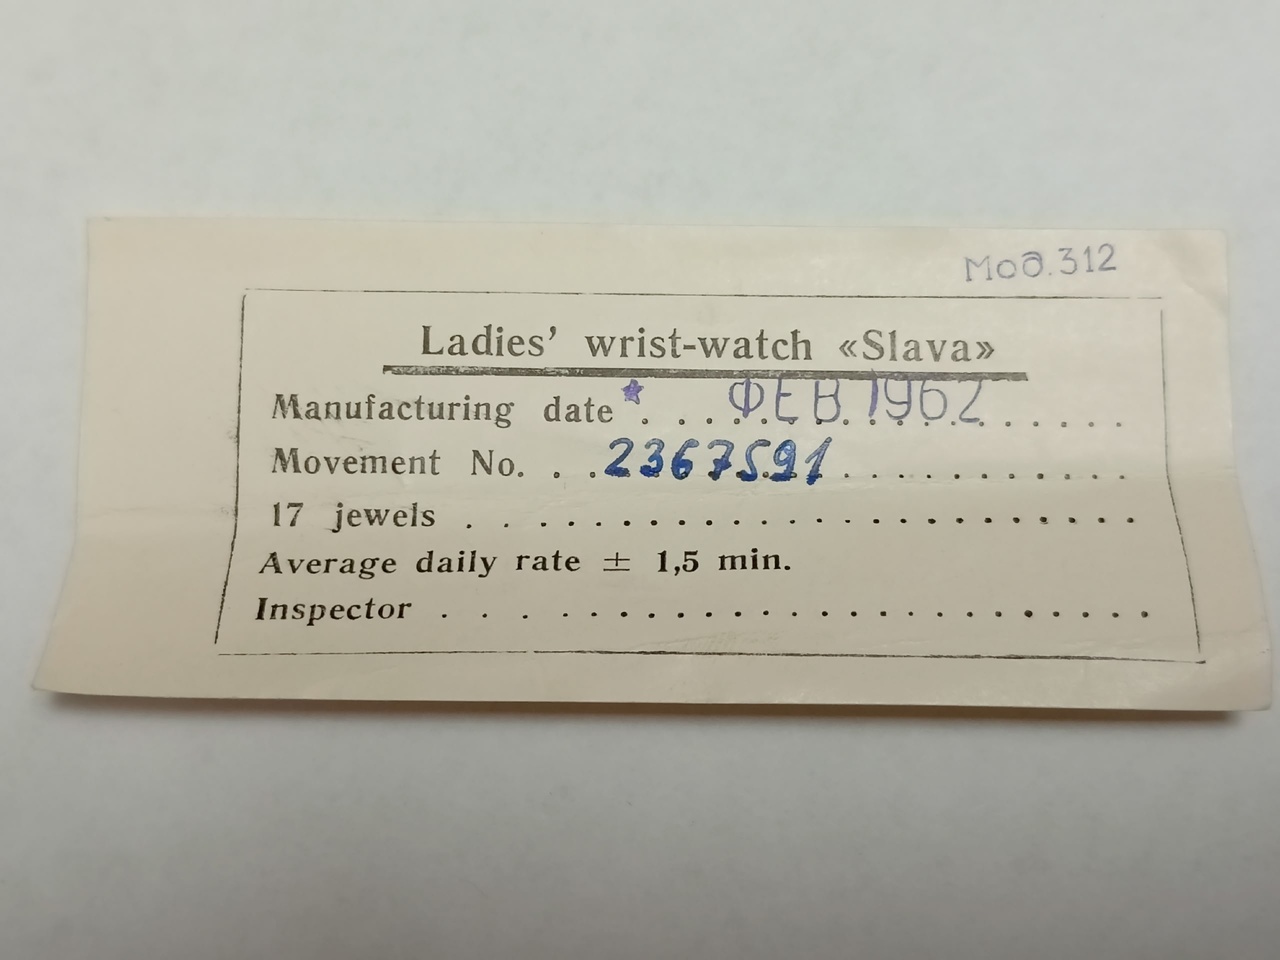 Мод.312
Ladies' wrist-watch «Slava»
Manufacturing date . . . ФЕВ. 1962 . . . . .
Movement No. . . 2367591 . . . . . . . . . .
17 jewels . . . . . . . . . . . . . . . . . . . . . . .
Average daily rate ± 1,5 min.
Inspector . . . . . . . . . . . . . . . . . . . . . . .